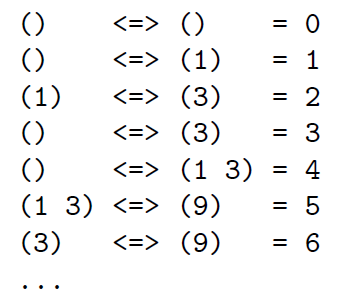 ()    <=> ()    = 0
()    <=> (1)   = 1
(1)   <=> (3)   = 2
()    <=> (3)   = 3
()    <=> (1 3) = 4
(1 3) <=> (9)   = 5
(3)   <=> (9)   = 6
...